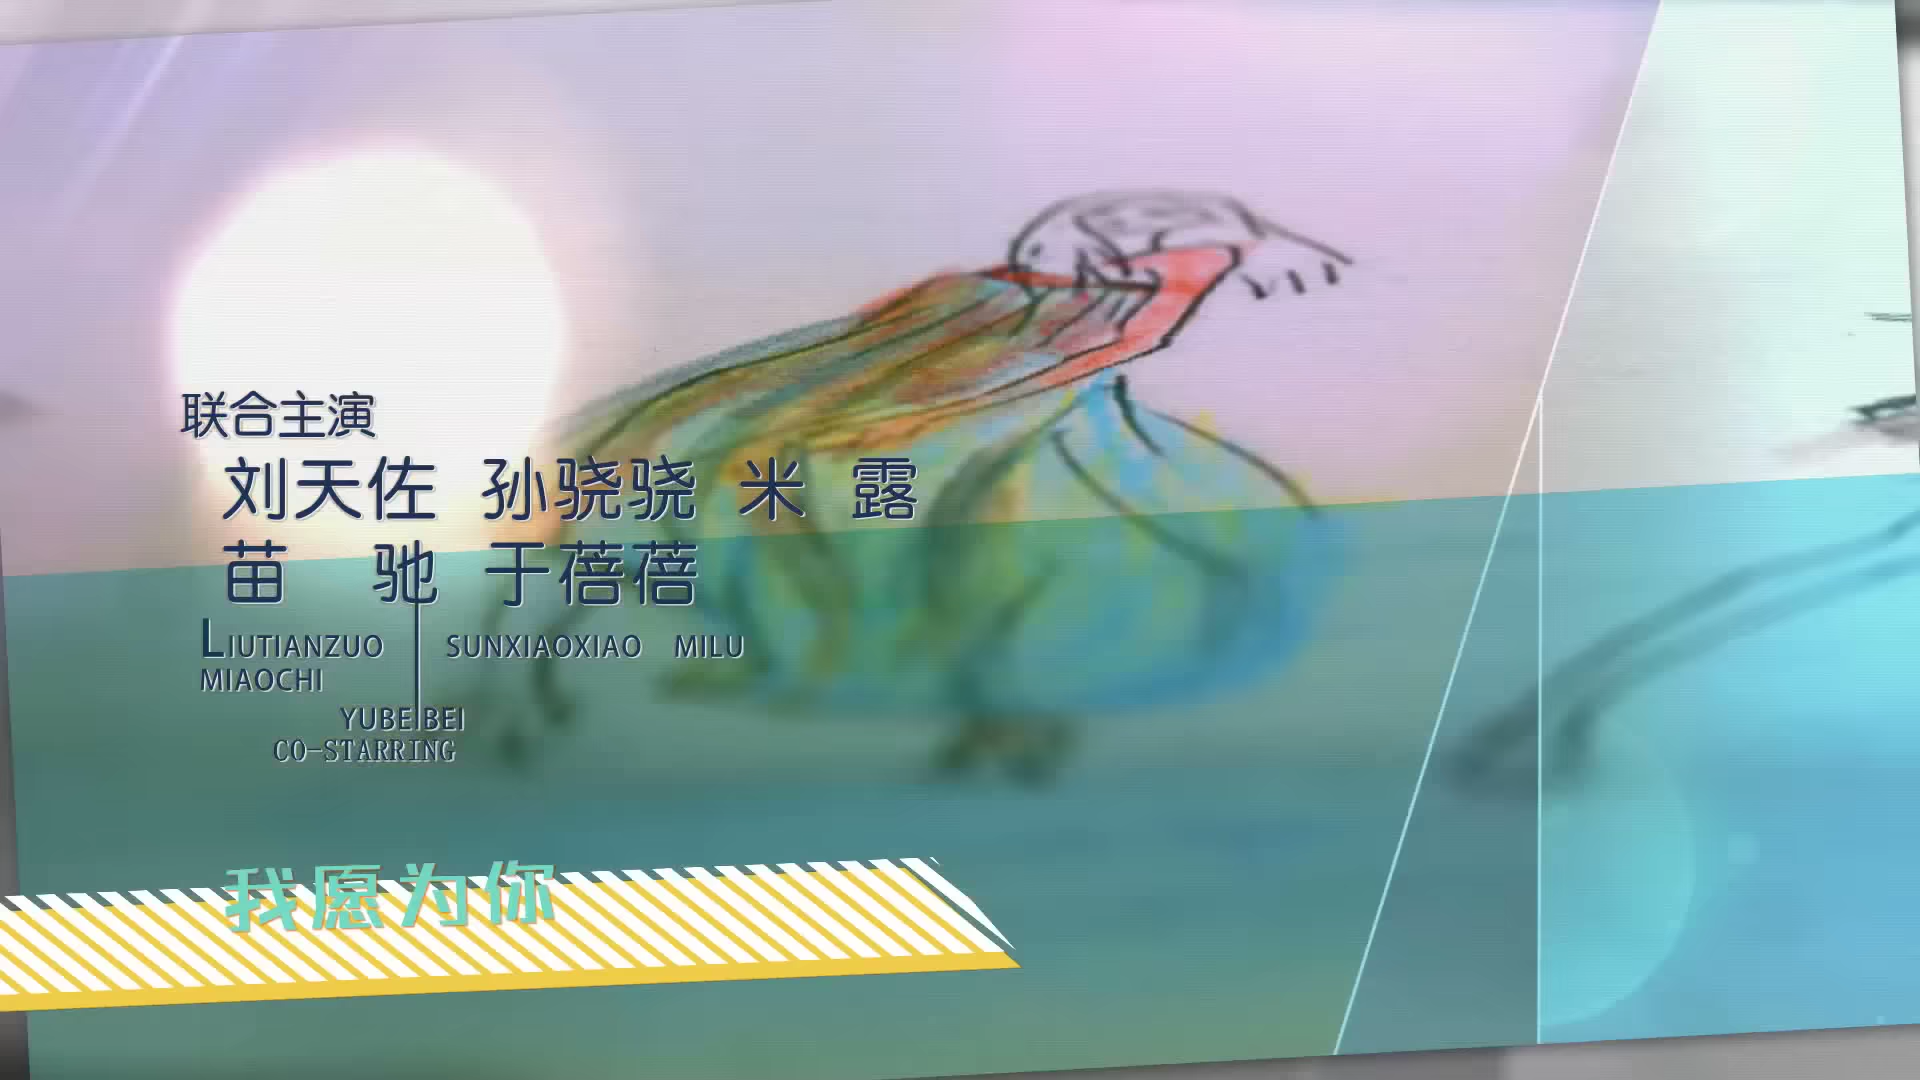 联合主演
刘天佐 孙骁骁 米 露
苗 驰 于蓓蓓
LIUTIANZUO SUNXIAOXIAO MILU
MIAOCHI
YUBEIBEI
CO-STARRING
我愿为你